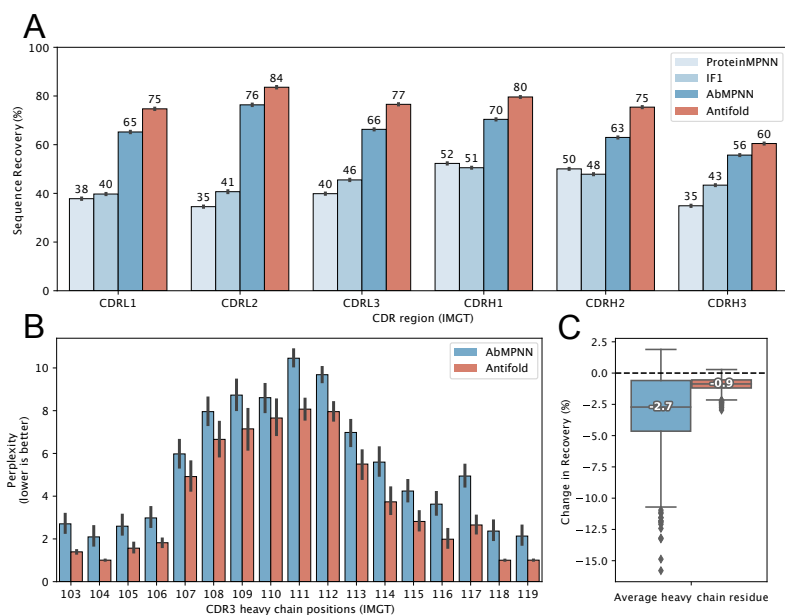 A
100
80
60
40
20
0
Sequence Recovery (%)
ProteinMPNN
IF1
AbMPNN
Antifold
38 40 65 75
35 41 76 84
40 46 66 77
52 51 70 80
50 48 63 75
35 43 56 60
CDRL1 CDRL2 CDRL3 CDRH1 CDRH2 CDRH3
CDR region (IMGT)
B
10
8
6
4
2
0
Perplexity
(lower is better)
AbMPNN
Antifold
103 104 105 106 107 108 109 110 111 112 113 114 115 116 117 118 119
CDR3 heavy chain positions (IMGT)
C
2.5
0.0
−2.5
−5.0
−7.5
−10.0
−12.5
−15.0
Change in Recovery (%)
-2.7
-0.9
Average heavy chain residue